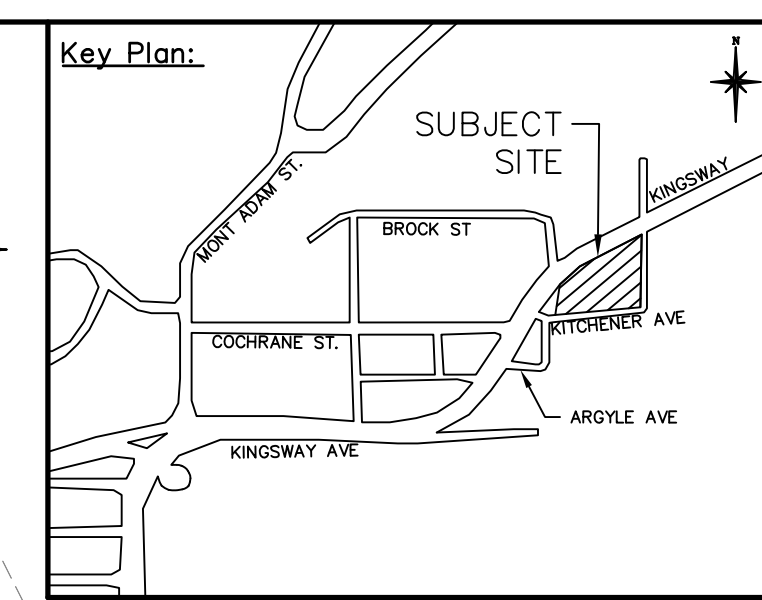 Key Plan:
N
SUBJECT
SITE
KINGSWAY
MONT ADAM ST.
BROCK ST
KITCHENER AVE
COCHRANE ST.
ARGYLE AVE
KINGSWAY AVE